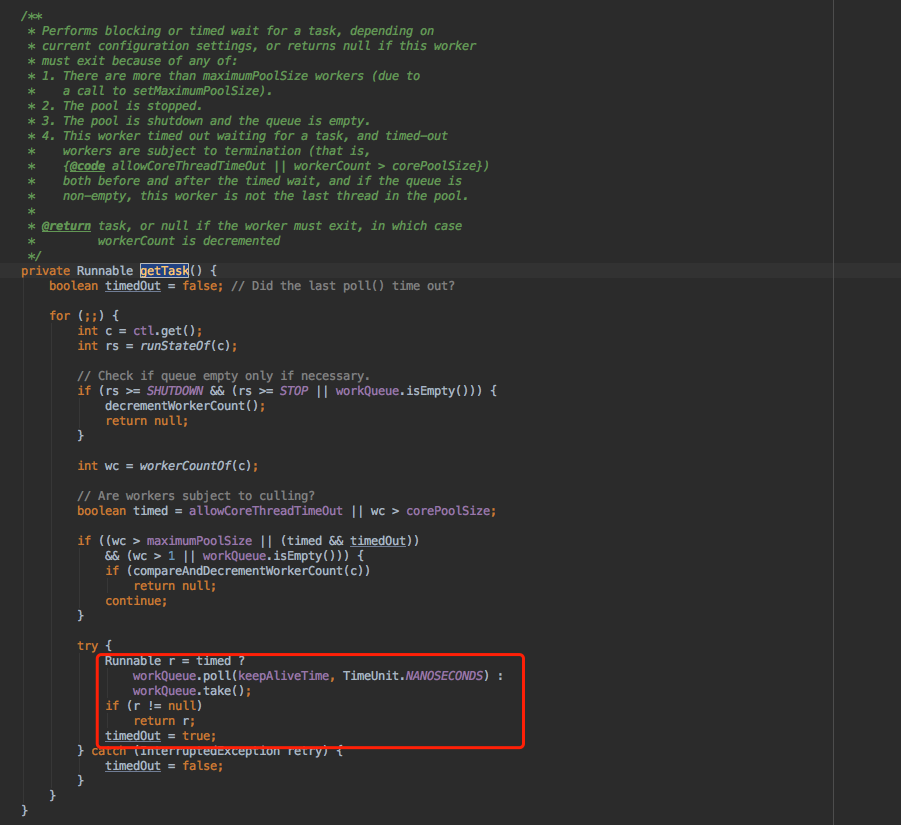 /**
 * Performs blocking or timed wait for a task, depending on
 * current configuration settings, or returns null if this worker
 * must exit because of any of:
 * 1. There are more than maximumPoolSize workers (due to
 *    a call to setMaximumPoolSize).
 * 2. The pool is stopped.
 * 3. The pool is shutdown and the queue is empty.
 * 4. This worker timed out waiting for a task, and timed-out
 *    workers are subject to termination (that is,
 *    {@code allowCoreThreadTimeOut || workerCount > corePoolSize})
 *    both before and after the timed wait, and if the queue is
 *    non-empty, this worker is not the last thread in the pool.
 *
 * @return task, or null if the worker must exit, in which case
 *         workerCount is decremented
 */
private Runnable getTask() {
    boolean timedOut = false; // Did the last poll() time out?

    for (;;) {
        int c = ctl.get();
        int rs = runStateOf(c);

        // Check if queue empty only if necessary.
        if (rs >= SHUTDOWN && (rs >= STOP || workQueue.isEmpty())) {
            decrementWorkerCount();
            return null;
        }

        int wc = workerCountOf(c);

        // Are workers subject to culling?
        boolean timed = allowCoreThreadTimeOut || wc > corePoolSize;

        if ((wc > maximumPoolSize || (timed && timedOut))
            && (wc > 1 || workQueue.isEmpty())) {
            if (compareAndDecrementWorkerCount(c))
                return null;
            continue;
        }

        try {
            Runnable r = timed ?
                workQueue.poll(keepAliveTime, TimeUnit.NANOSECONDS) :
                workQueue.take();
            if (r != null)
                return r;
            timedOut = true;
        } catch (InterruptedException retry) {
            timedOut = false;
        }
    }
}